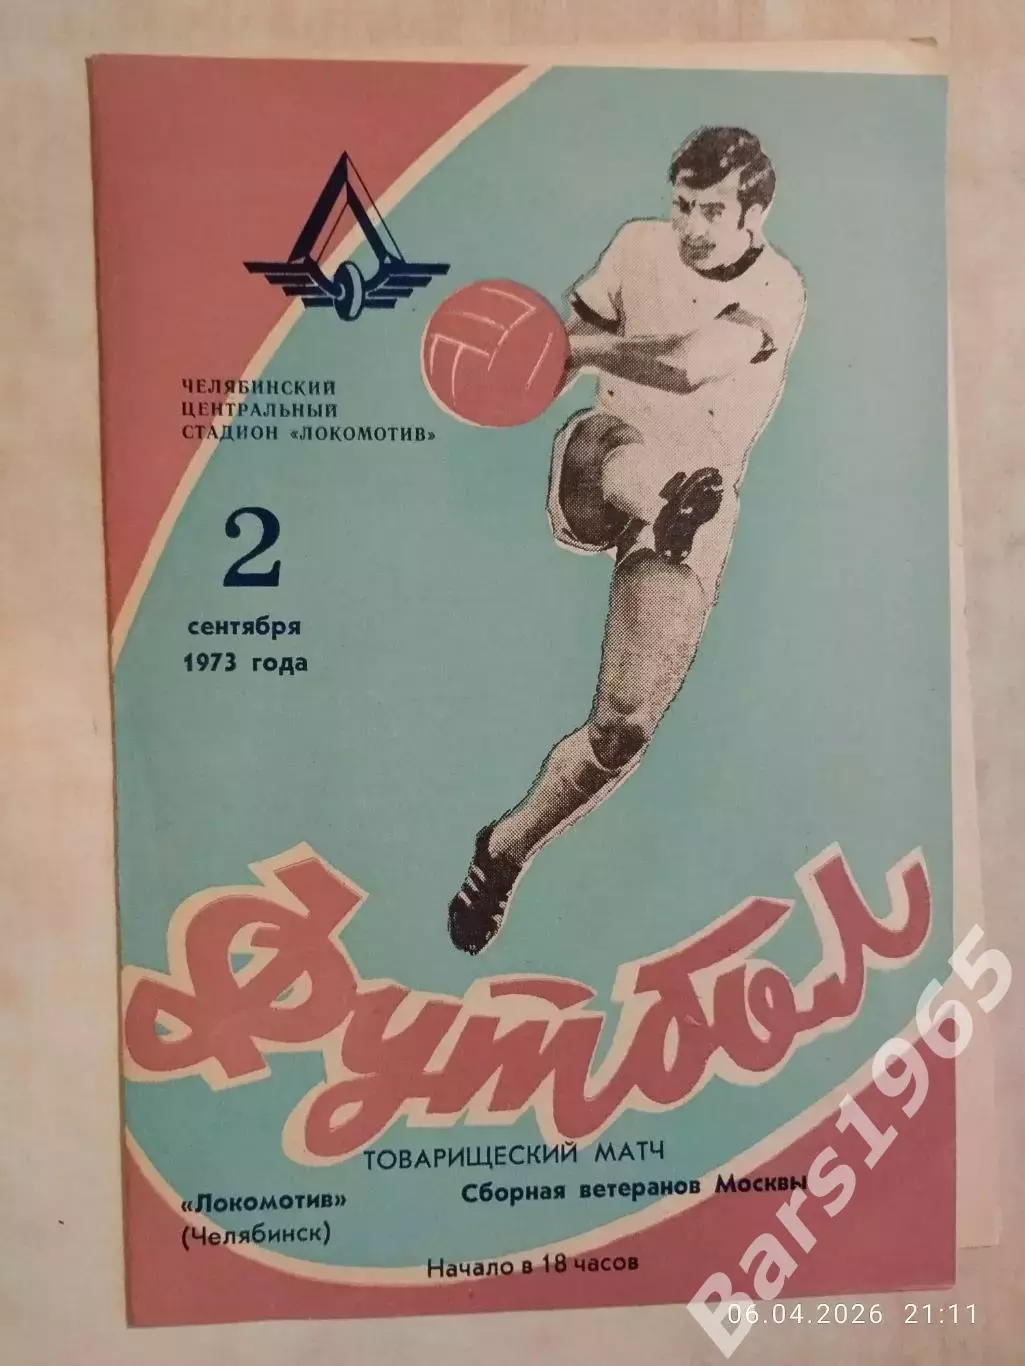 ЧЕЛЯБИНСКИЙ
ЦЕНТРАЛЬНЫЙ
СТАДИОН «ЛОКОМОТИВ»
2
сентября
1973 года
Футбол
ТОВАРИЩЕСКИЙ МАТЧ
«Локомотив»
(Челябинск)
Сборная ветеранов Москвы
Начало в 18 часов
Bars1965
06.04.2026 21:11